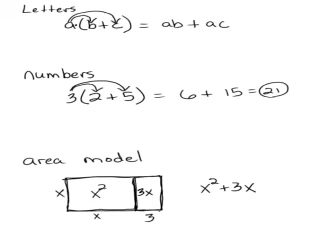 Letters
a(b+c) = ab + ac
numbers
3(2+5) = 6 + 15 = 21
area model
x x² 3x x²+3x
x 3